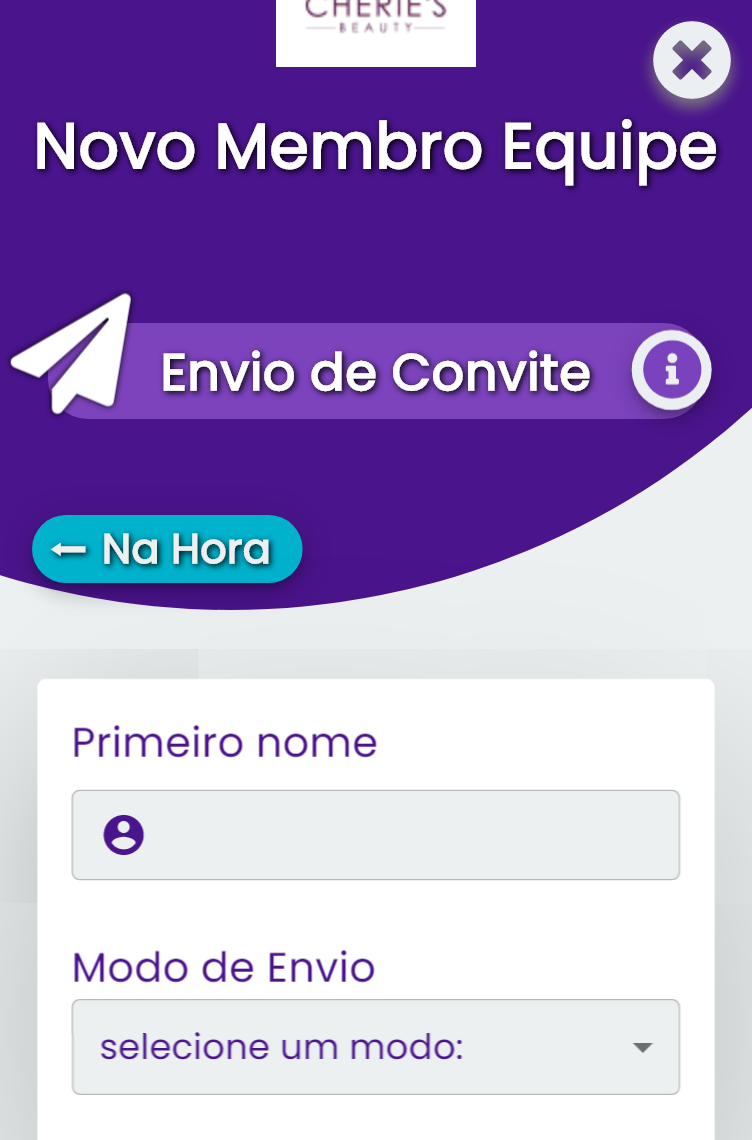 CHERIE'S
BEAUTY
Novo Membro Equipe
Envio de Convite
Na Hora
Primeiro nome
Modo de Envio
selecione um modo: